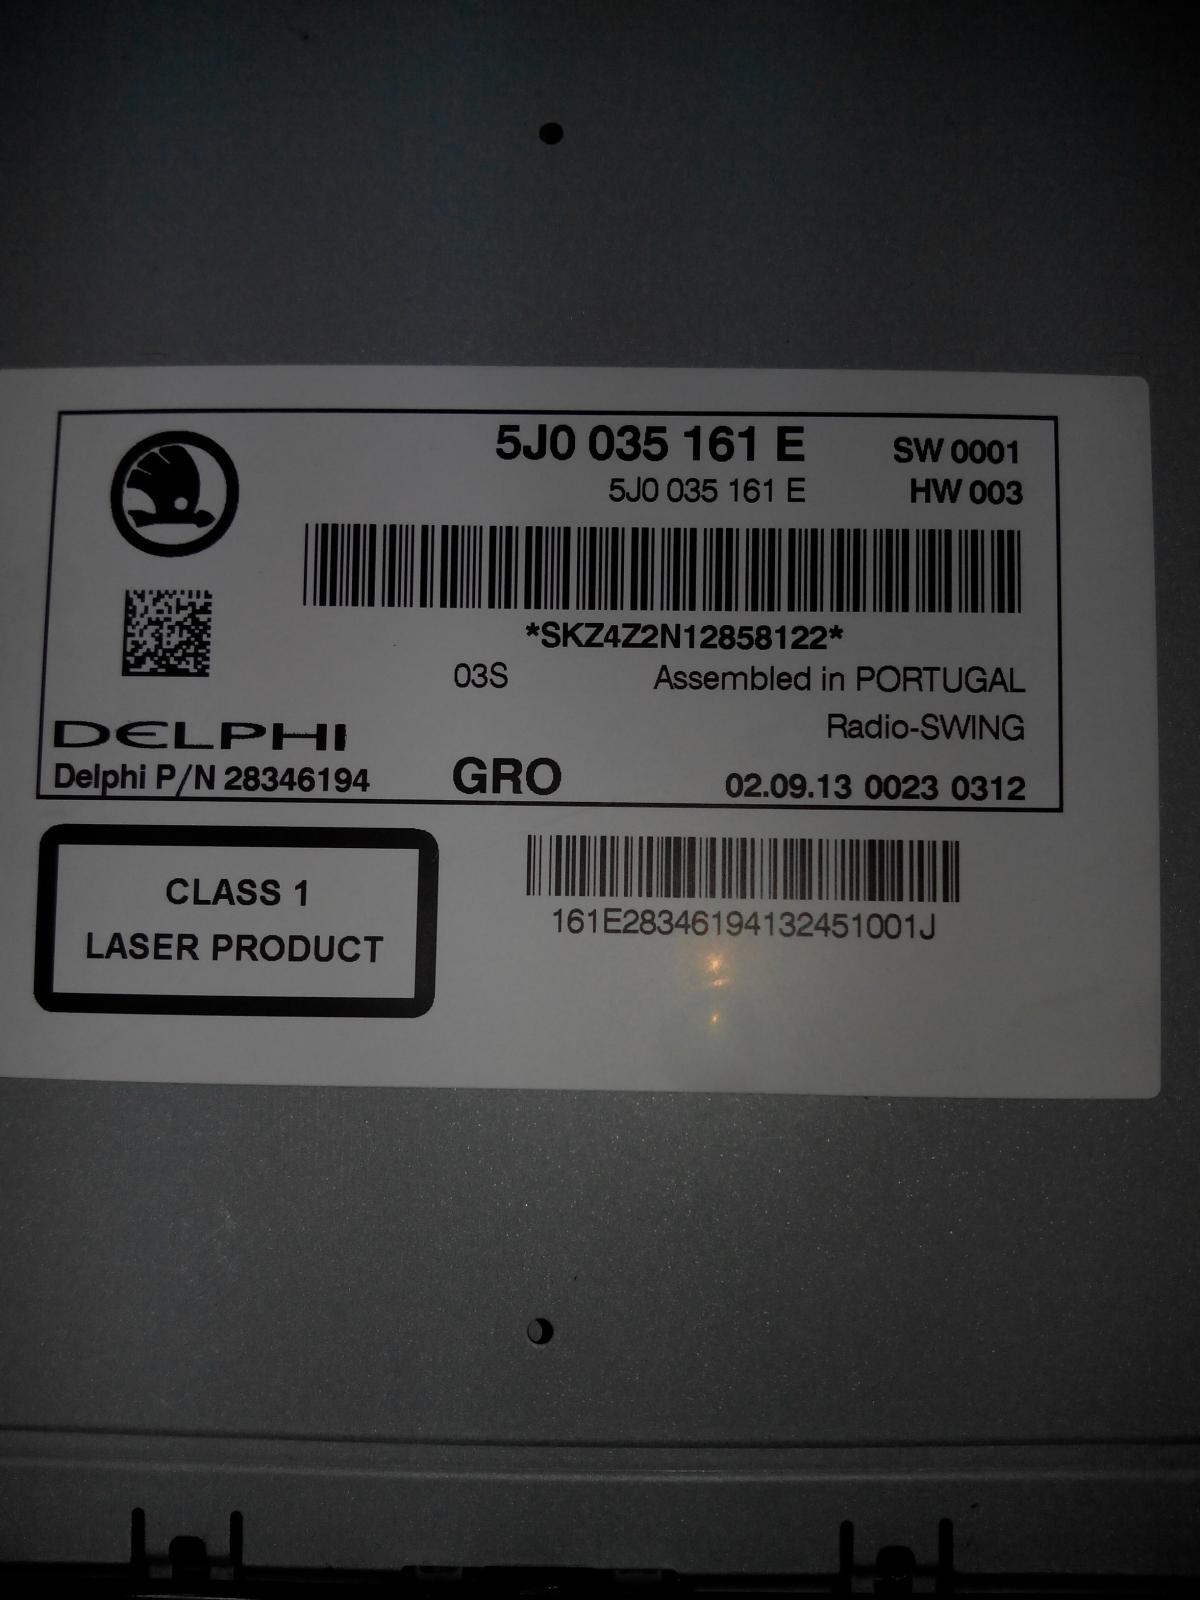 5J0 035 161 E SW 0001
5J0 035 161 E HW 003
*SKZ4Z2N12858122*
03S Assembled in PORTUGAL
Radio-SWING
DELPHI
Delphi P/N 28346194 GRO 02.09.13 0023 0312
CLASS 1
LASER PRODUCT
161E28346194132451001J